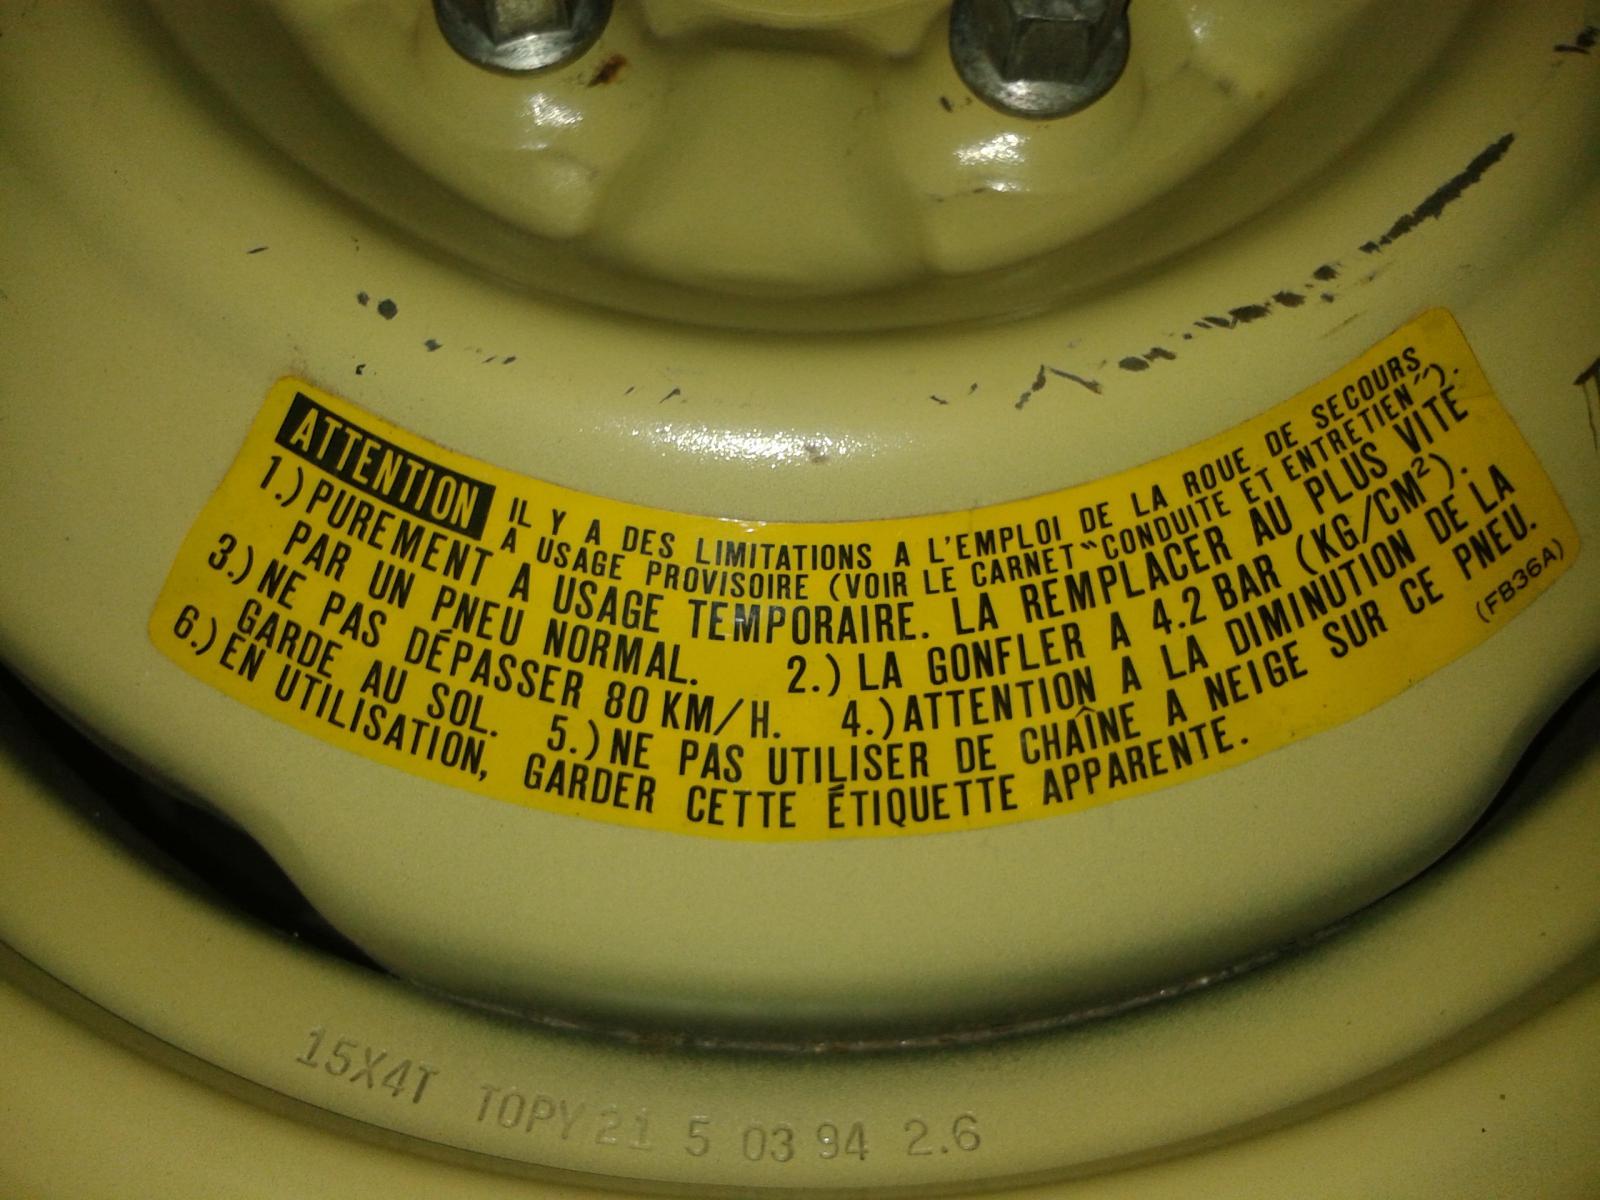 ATTENTION IL Y A DES LIMITATIONS A L'EMPLOI DE LA ROUE DE SECOURS
A USAGE PROVISOIRE (VOIR LE CARNET "CONDUITE ET ENTRETIEN").
1.) PUREMENT A USAGE TEMPORAIRE. LA REMPLACER AU PLUS VITE
PAR UN PNEU NORMAL. 2.) LA GONFLER A 4.2 BAR (KG/CM²).
3.) NE PAS DÉPASSER 80 KM/H. 4.) ATTENTION A LA DIMINUTION DE LA
GARDE AU SOL. 5.) NE PAS UTILISER DE CHAÎNE A NEIGE SUR CE PNEU.
6.) EN UTILISATION, GARDER CETTE ÉTIQUETTE APPARENTE. (FB36A)
15X4T TOPY 21 5 03 94 2.6